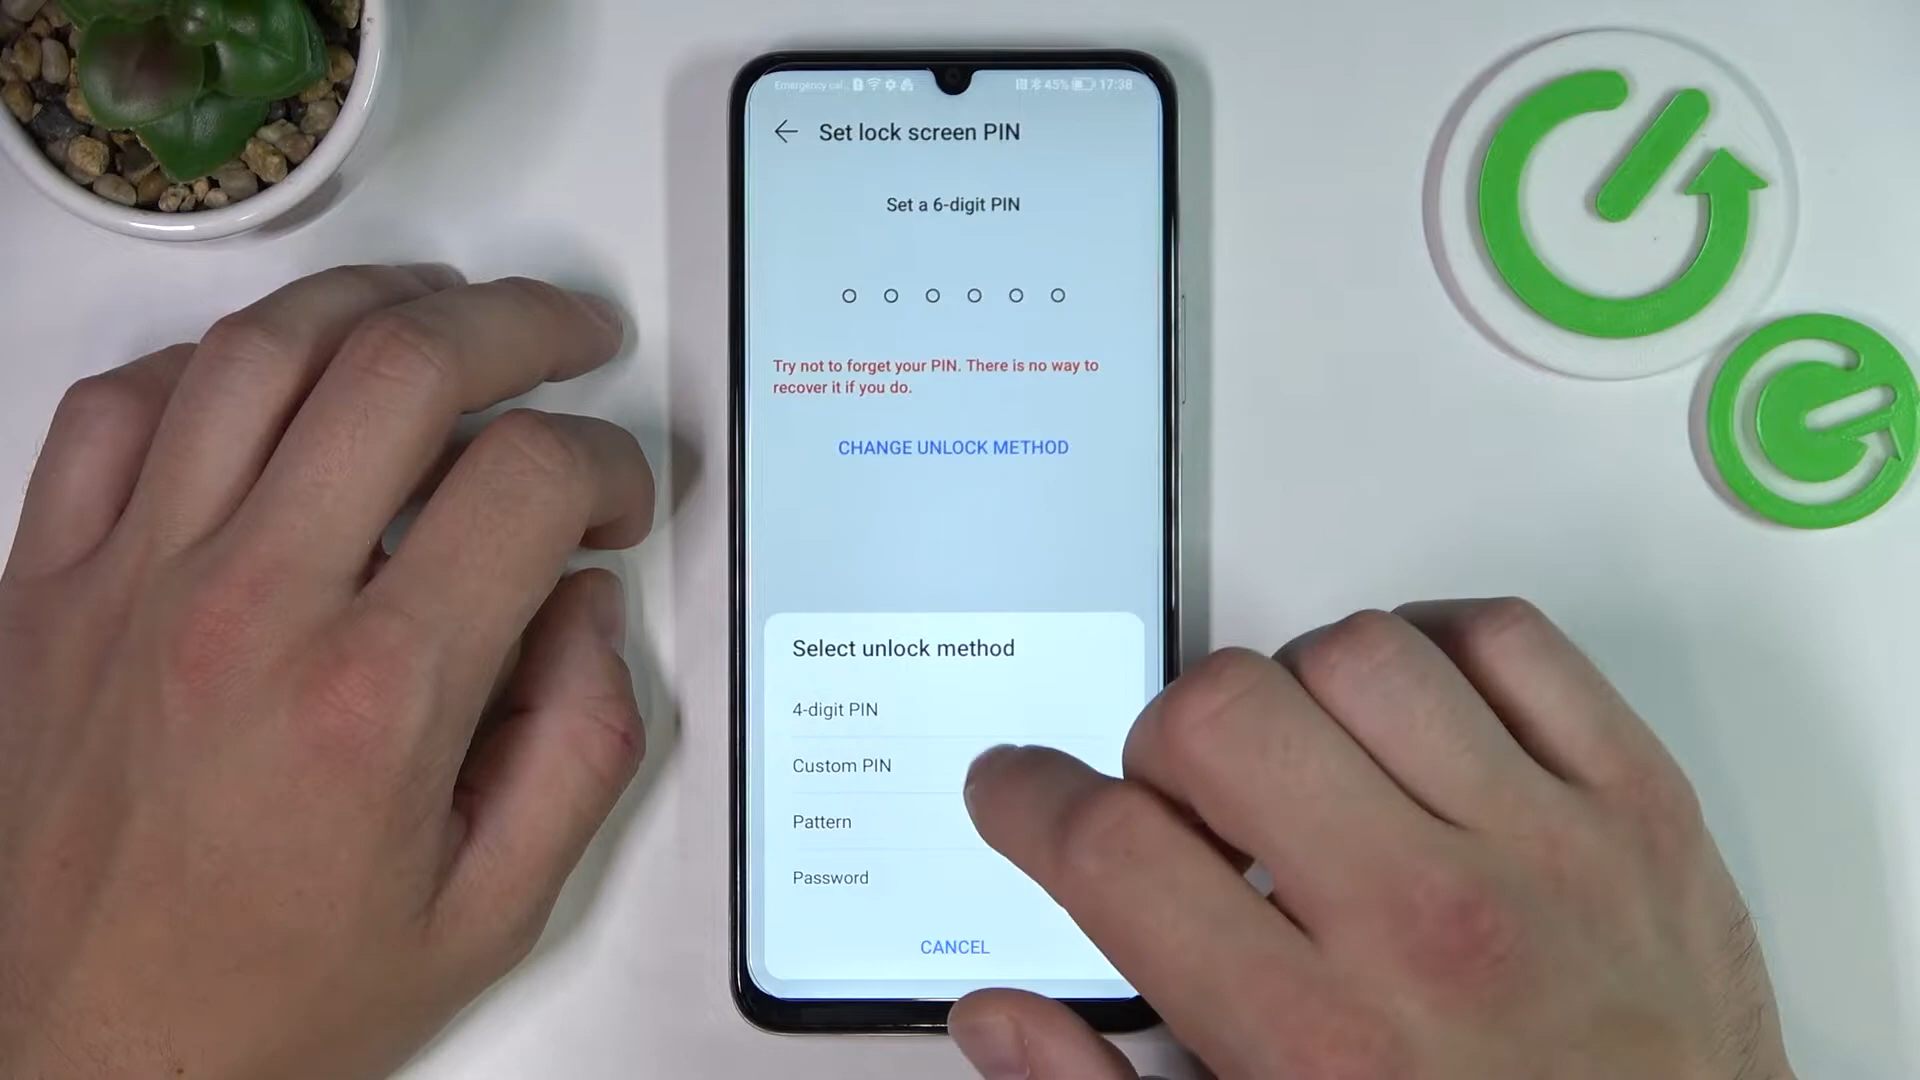 Emergency cal... 45% 17:38
Set lock screen PIN
Set a 6-digit PIN
Try not to forget your PIN. There is no way to
recover it if you do.
CHANGE UNLOCK METHOD
Select unlock method
4-digit PIN
Custom PIN
Pattern
Password
CANCEL